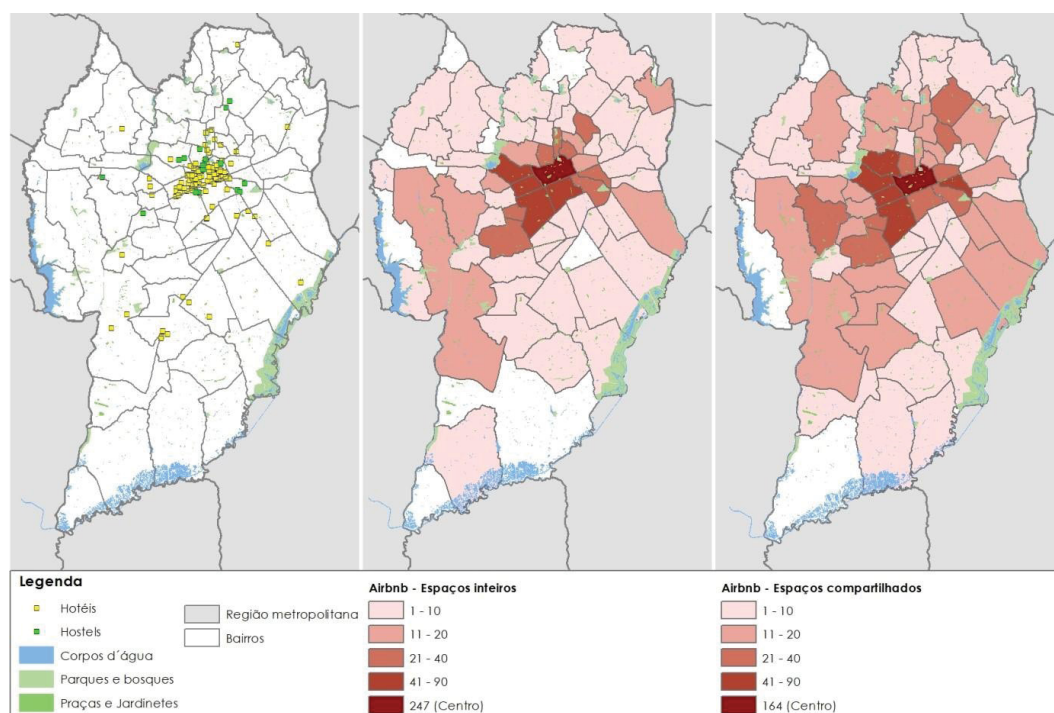 Legenda
Hotéis
Hostels
Corpos d´água
Parques e bosques
Praças e Jardinetes
Região metropolitana
Bairros
Airbnb - Espaços inteiros
1 - 10
11 - 20
21 - 40
41 - 90
247 (Centro)
Airbnb - Espaços compartilhados
1 - 10
11 - 20
21 - 40
41 - 90
164 (Centro)